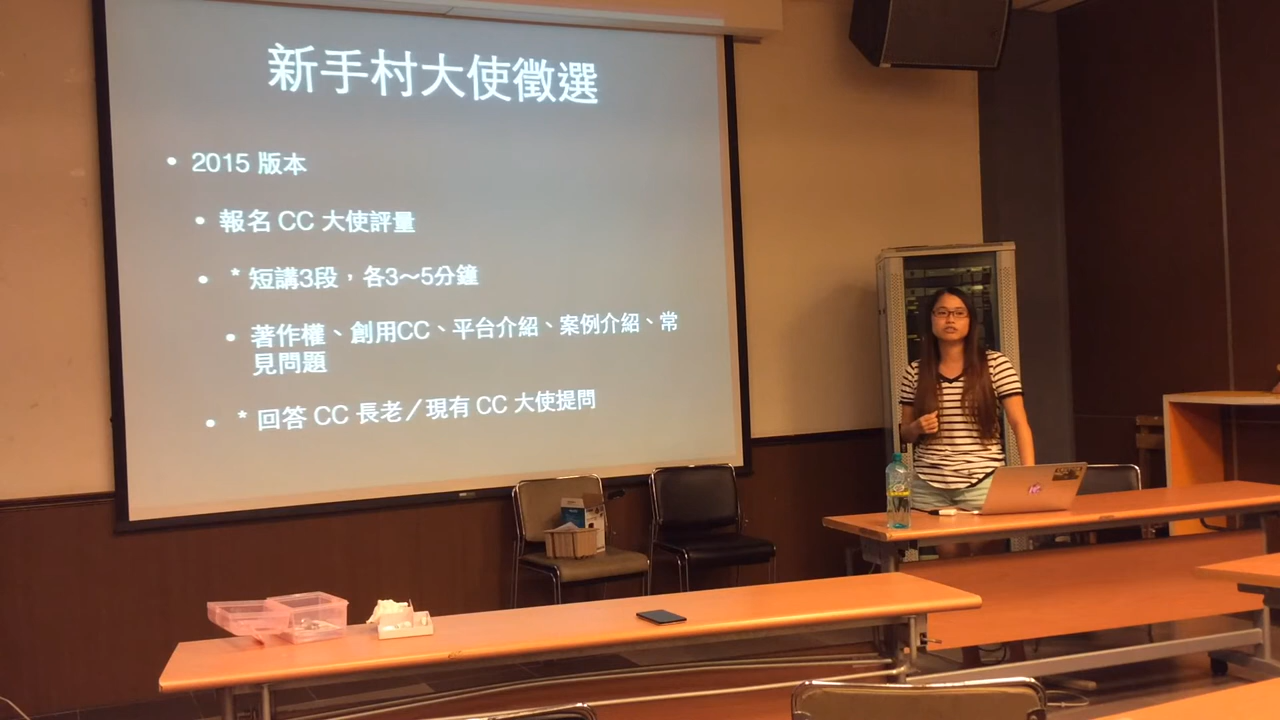 新手村大使徵選
• 2015 版本
• 報名 CC 大使評量
• * 短講3段，各3～5分鐘
• 著作權、創用CC、平台介紹、案例介紹、常
見問題
• * 回答 CC 長老／現有 CC 大使提問